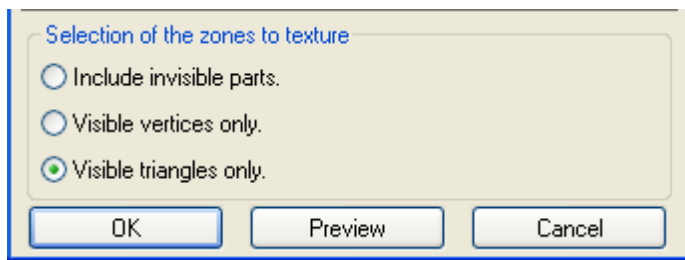 Selection of the zones to texture
Include invisible parts.
Visible vertices only.
Visible triangles only.
OK Preview Cancel